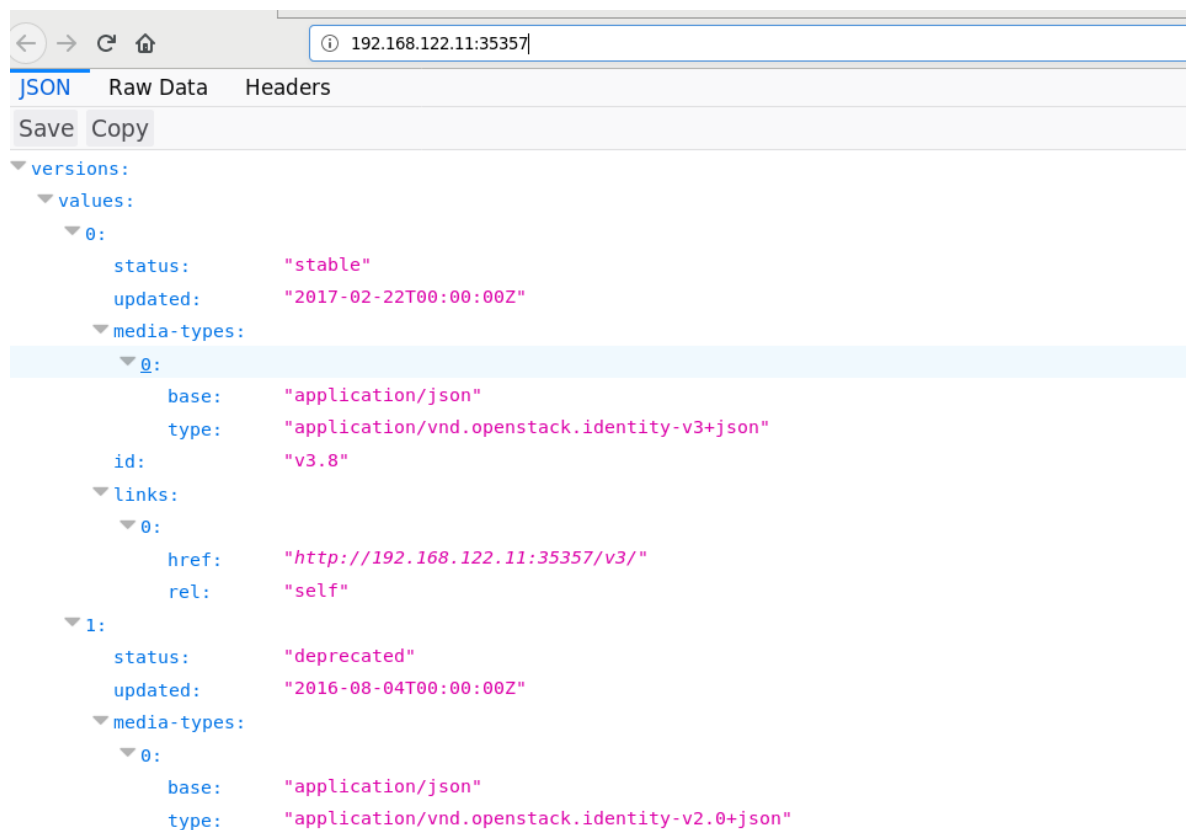 192.168.122.11:35357
JSON Raw Data Headers
Save Copy
versions:
values:
0:
status: "stable"
updated: "2017-02-22T00:00:00Z"
media-types:
0:
base: "application/json"
type: "application/vnd.openstack.identity-v3+json"
id: "v3.8"
links:
0:
href: "http://192.168.122.11:35357/v3/"
rel: "self"
1:
status: "deprecated"
updated: "2016-08-04T00:00:00Z"
media-types:
0:
base: "application/json"
type: "application/vnd.openstack.identity-v2.0+json"